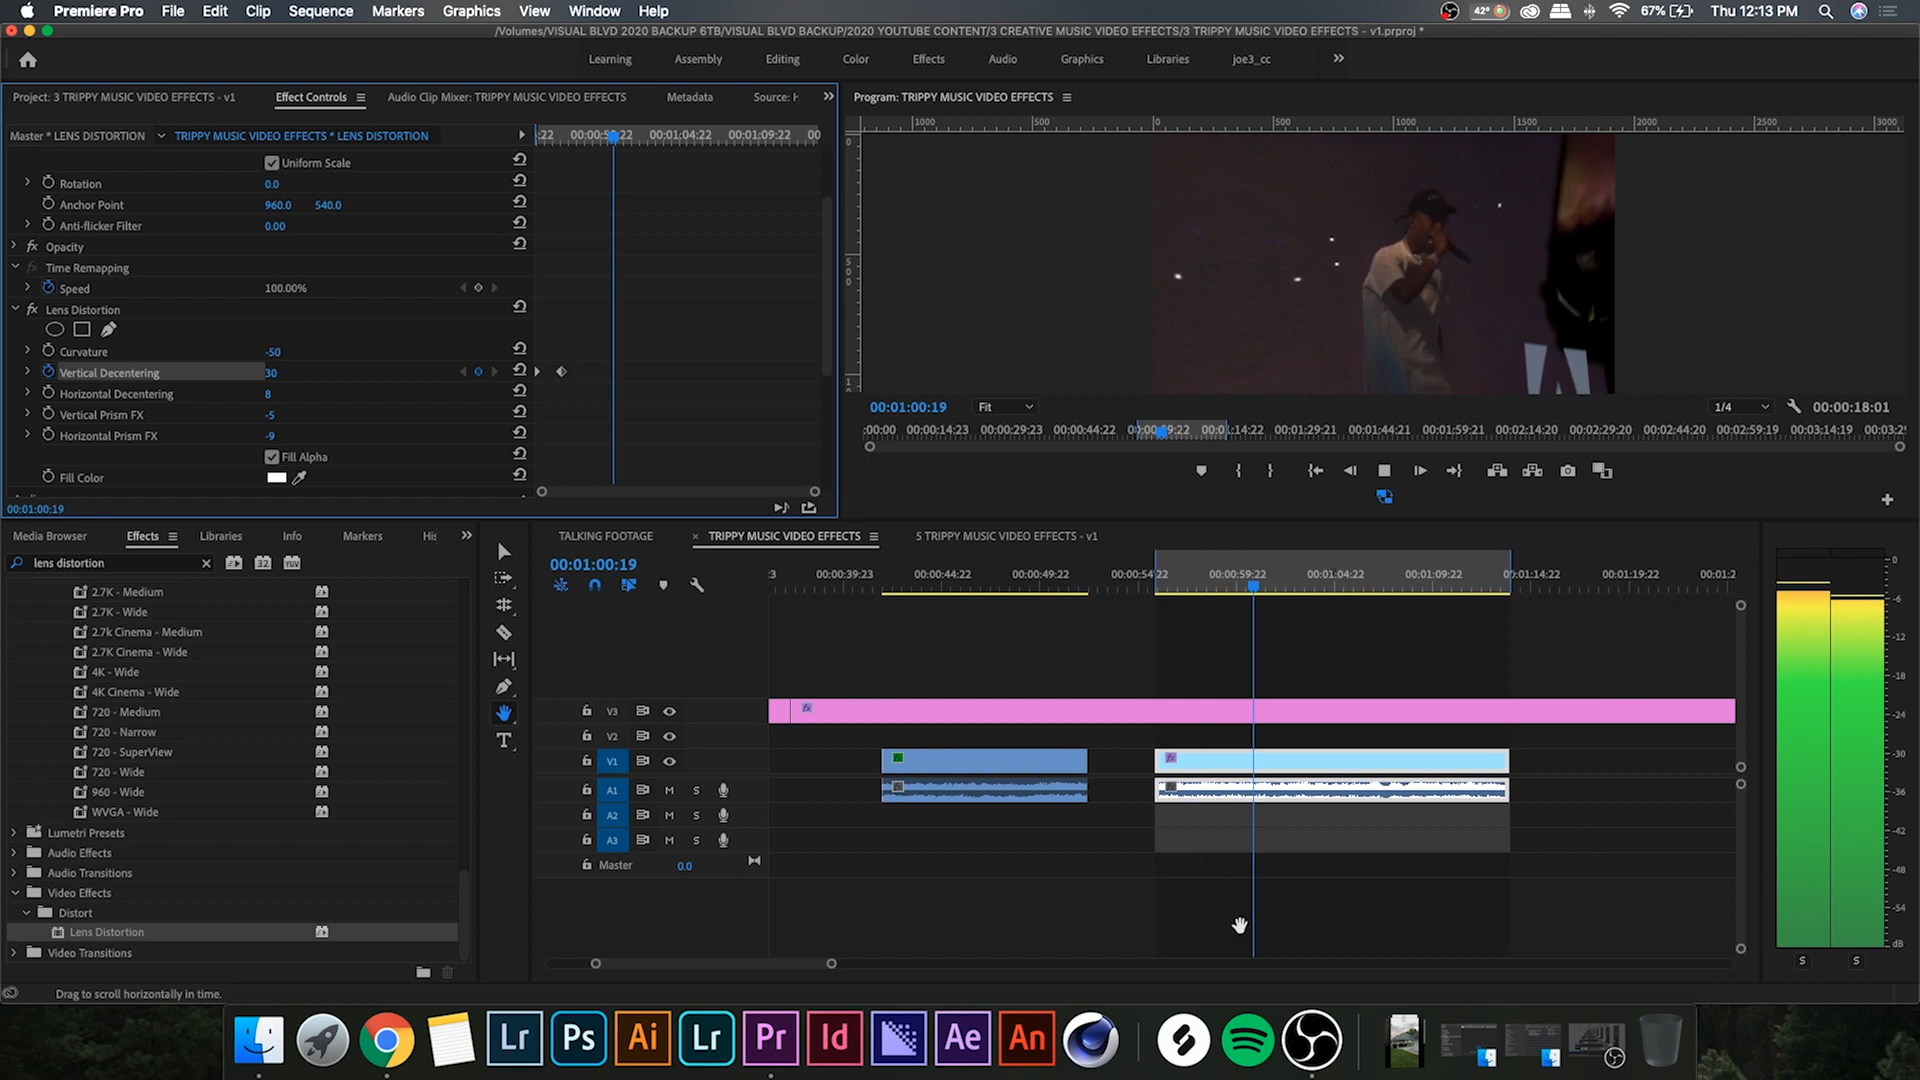 Premiere Pro File Edit Clip Sequence Markers Graphics View Window Help 42° 67% Thu 12:13 PM
/Volumes/VISUAL BLVD 2020 BACKUP 6TB/VISUAL BLVD BACKUP/2020 YOUTUBE CONTENT/3 CREATIVE MUSIC VIDEO EFFECTS/3 TRIPPY MUSIC VIDEO EFFECTS - v1.prproj *
Learning Assembly Editing Color Effects Audio Graphics Libraries joe3_cc
Project: 3 TRIPPY MUSIC VIDEO EFFECTS - v1 Effect Controls Audio Clip Mixer: TRIPPY MUSIC VIDEO EFFECTS Metadata Source: H
Master * LENS DISTORTION TRIPPY MUSIC VIDEO EFFECTS * LENS DISTORTION :22 00:00:59:22 00:01:04:22 00:01:09:22 00
Uniform Scale
Rotation 0.0
Anchor Point 960.0 540.0
Anti-flicker Filter 0.00
fx Opacity
fx Time Remapping
Speed 100.00%
fx Lens Distortion
Curvature -50
Vertical Decentering 30
Horizontal Decentering 8
Vertical Prism FX -5
Horizontal Prism FX -9
Fill Alpha
Fill Color
00:01:00:19
Program: TRIPPY MUSIC VIDEO EFFECTS
1000 500 0 500 1000 1500 2000 2500 3000
0
500
1
00:01:00:19 Fit 1/4 00:00:18:01
:00:00 00:00:14:23 00:00:29:23 00:00:44:22 00:00:59:22 00:01:14:22 00:01:29:21 00:01:44:21 00:01:59:21 00:02:14:20 00:02:29:20 00:02:44:20 00:02:59:19 00:03:14:19 00:03:29
Media Browser Effects Libraries Info Markers His
lens distortion 32 YUV
2.7K - Medium
2.7K - Wide
2.7k Cinema - Medium
2.7K Cinema - Wide
4K - Wide
4K Cinema - Wide
720 - Medium
720 - Narrow
720 - SuperView
720 - Wide
960 - Wide
WVGA - Wide
Lumetri Presets
Audio Effects
Audio Transitions
Video Effects
Distort
Lens Distortion
Video Transitions
TALKING FOOTAGE × TRIPPY MUSIC VIDEO EFFECTS 5 TRIPPY MUSIC VIDEO EFFECTS - v1
00:01:00:19
:3 00:00:39:23 00:00:44:22 00:00:49:22 00:00:54:22 00:00:59:22 00:01:04:22 00:01:09:22 00:01:14:22 00:01:19:22 00:01:2
V3 fx
V2
V1 fx
A1 M S
A2 M S
A3 M S
Master 0.0
0
-6
-12
-18
-24
-30
-36
-42
-48
-54
dB
S S
Drag to scroll horizontally in time.
Lr Ps Ai Lr Pr Id Ae An